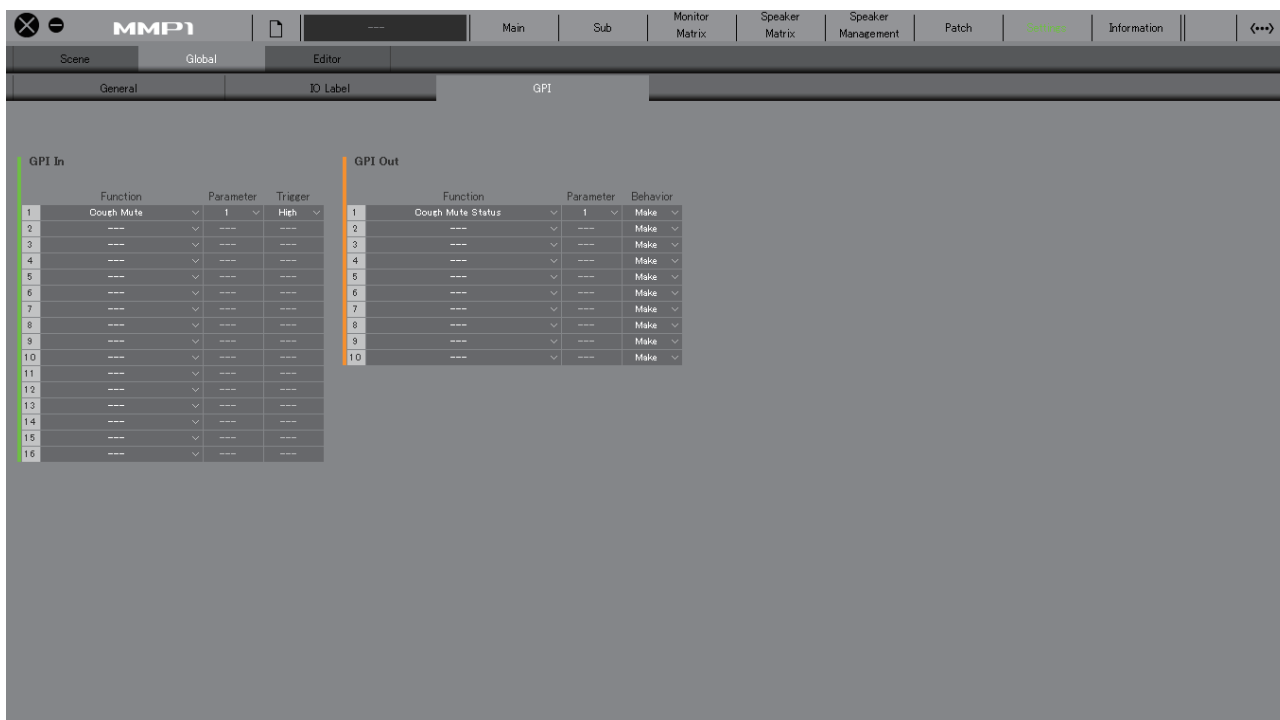 MMP1 --- Main Sub Monitor Matrix Speaker Matrix Speaker Management Patch Settings Information
Scene Global Editor
General IO Label GPI
GPI In
Function Parameter Trigger
1 Cough Mute 1 High
2 --- --- ---
3 --- --- ---
4 --- --- ---
5 --- --- ---
6 --- --- ---
7 --- --- ---
8 --- --- ---
9 --- --- ---
10 --- --- ---
11 --- --- ---
12 --- --- ---
13 --- --- ---
14 --- --- ---
15 --- --- ---
16 --- --- ---
GPI Out
Function Parameter Behavior
1 Cough Mute Status 1 Make
2 --- --- Make
3 --- --- Make
4 --- --- Make
5 --- --- Make
6 --- --- Make
7 --- --- Make
8 --- --- Make
9 --- --- Make
10 --- --- Make